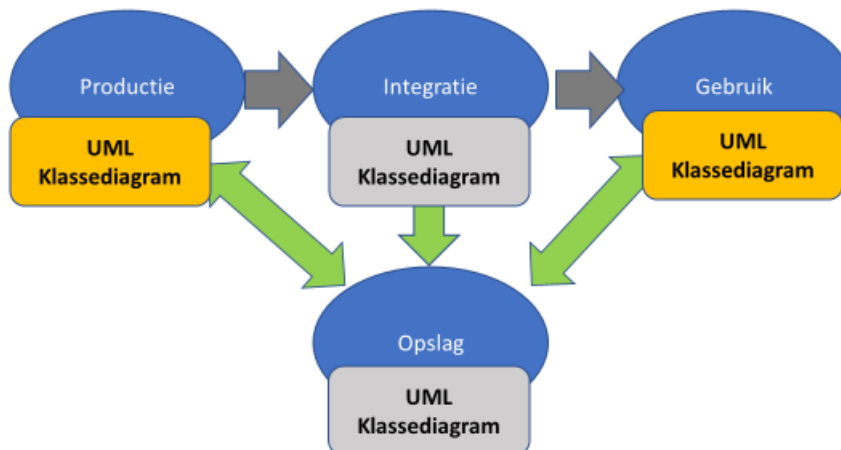 Productie
Integratie
Gebruik
UML
Klassediagram
UML
Klassediagram
UML
Klassediagram
Opslag
UML
Klassediagram